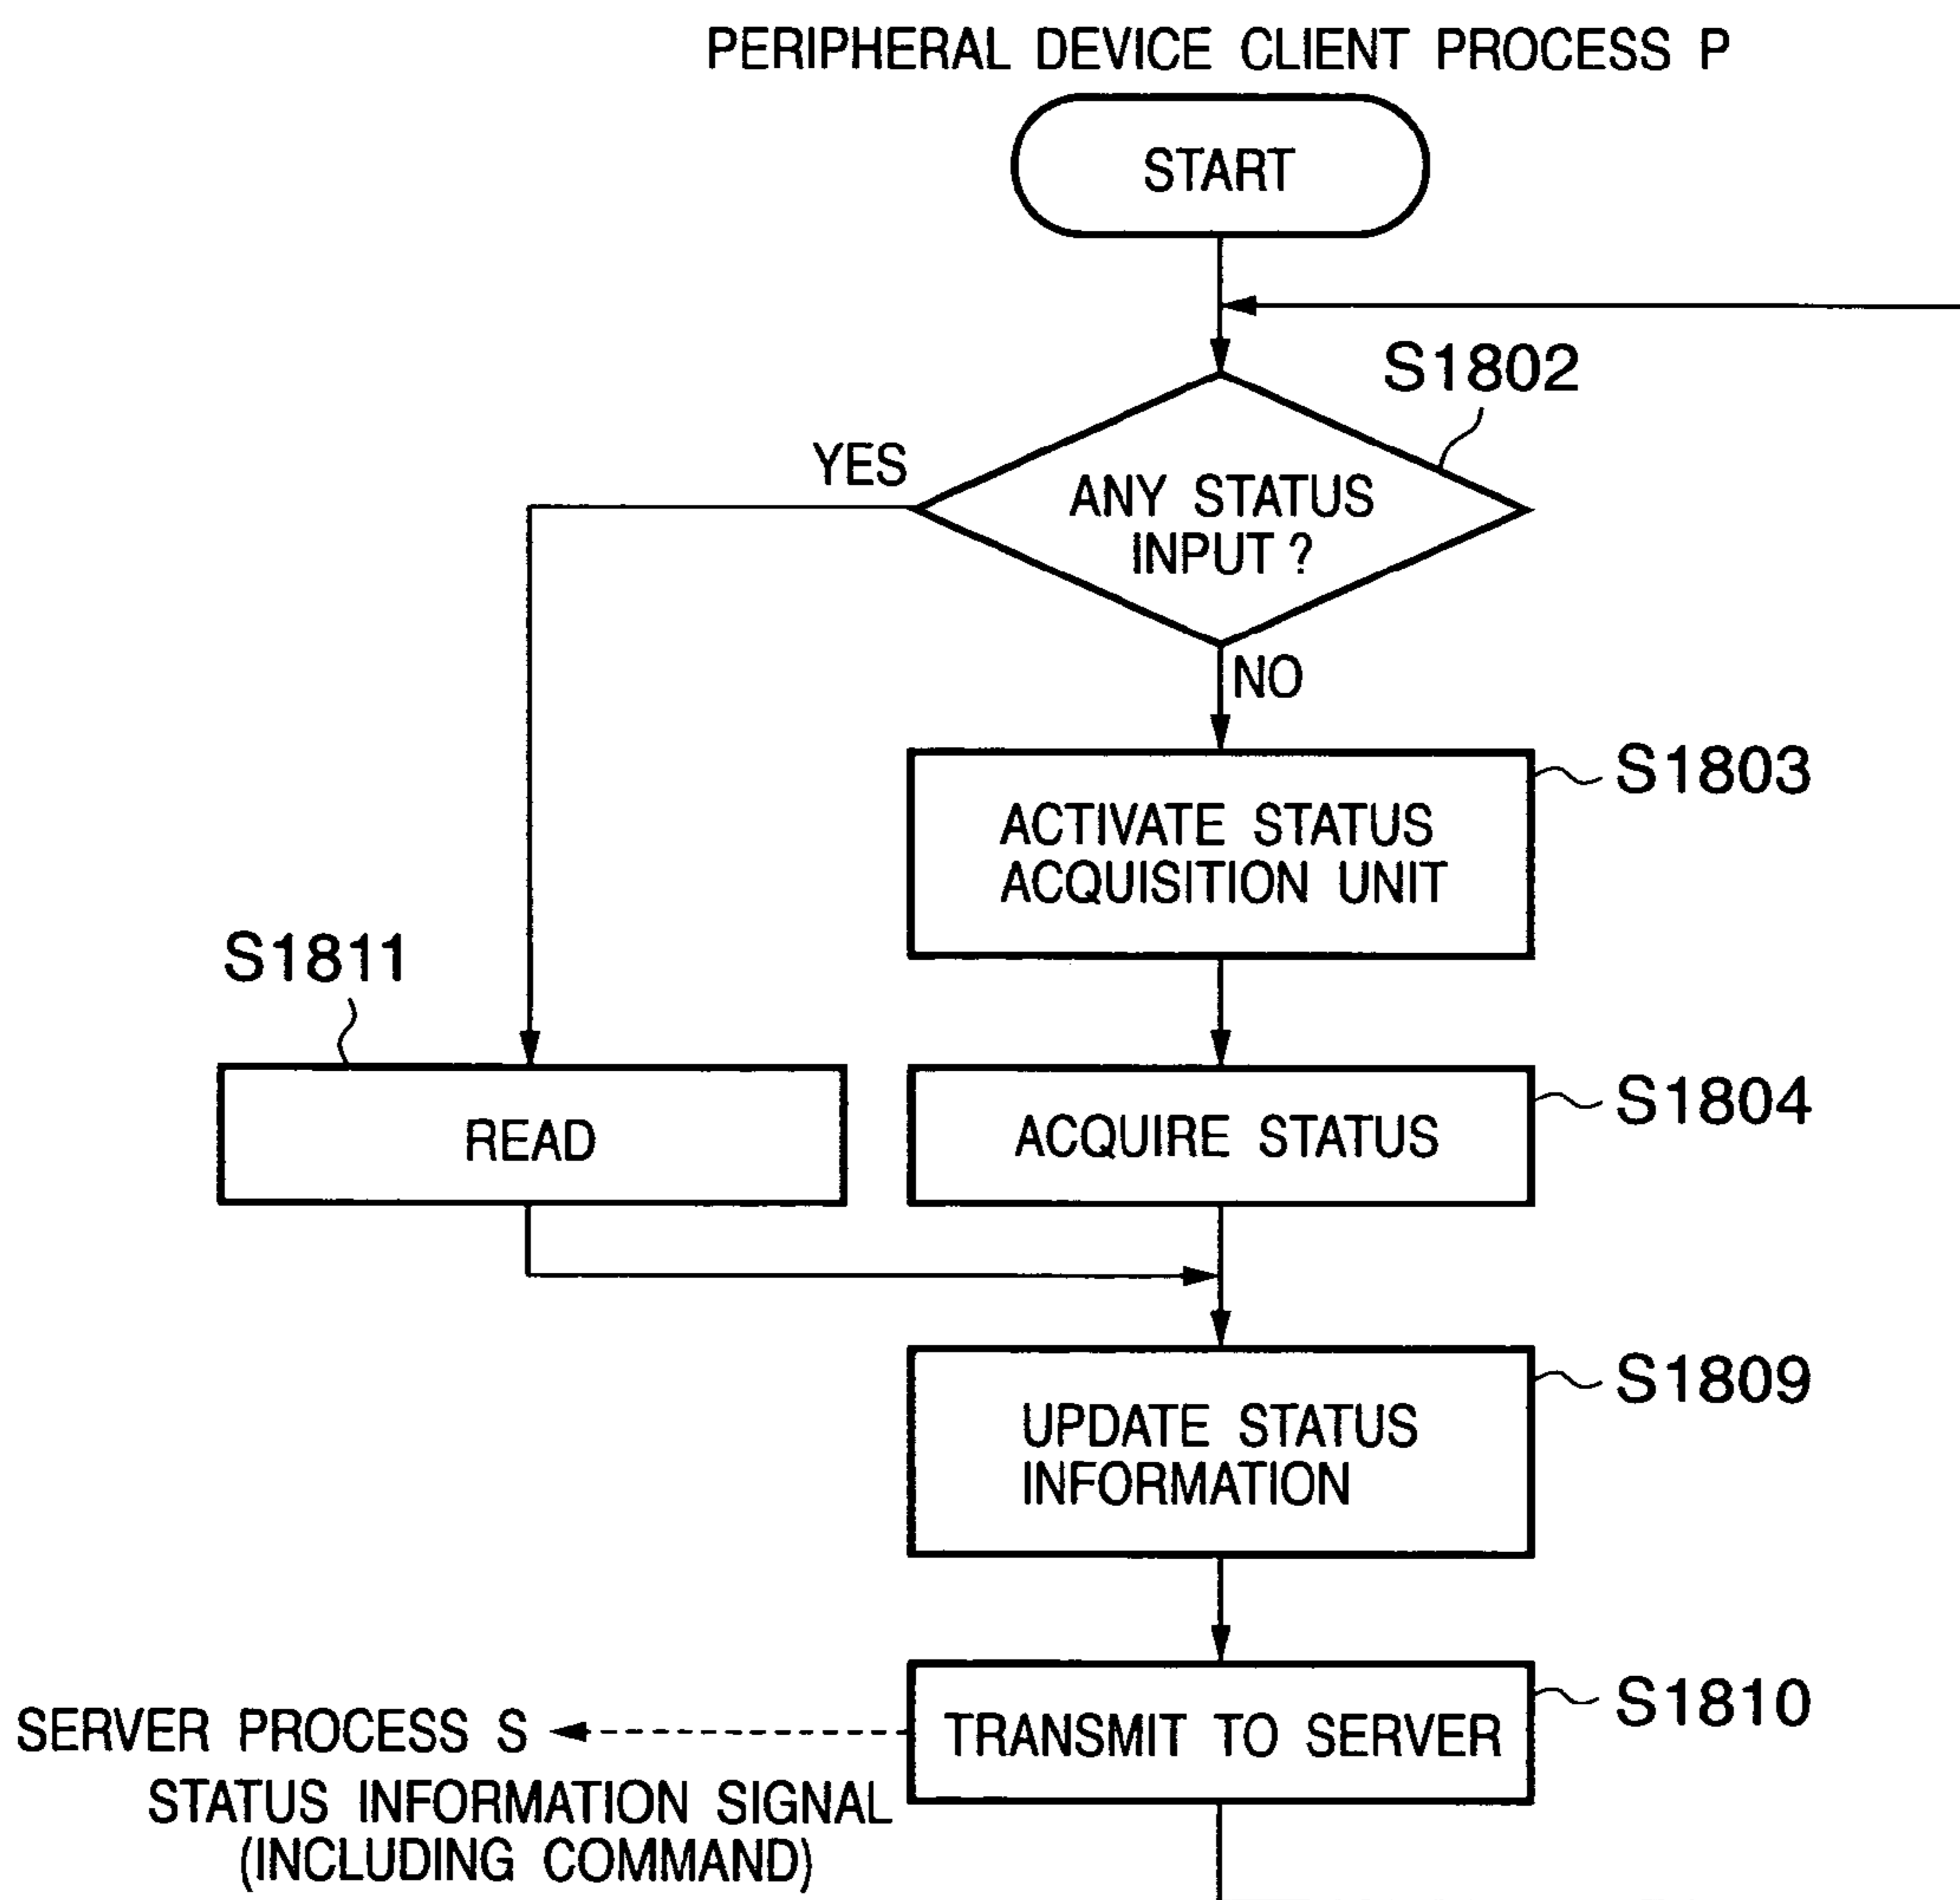 PERIPHERAL DEVICE CLIENT PROCESS P
START
S1802
YES
ANY STATUS
INPUT ?
NO
S1803
ACTIVATE STATUS
ACQUISITION UNIT
S1811
READ
ACQUIRE STATUS
S1804
UPDATE STATUS
INFORMATION
S1809
SERVER PROCESS S
TRANSMIT TO SERVER
S1810
STATUS INFORMATION SIGNAL
(INCLUDING COMMAND)